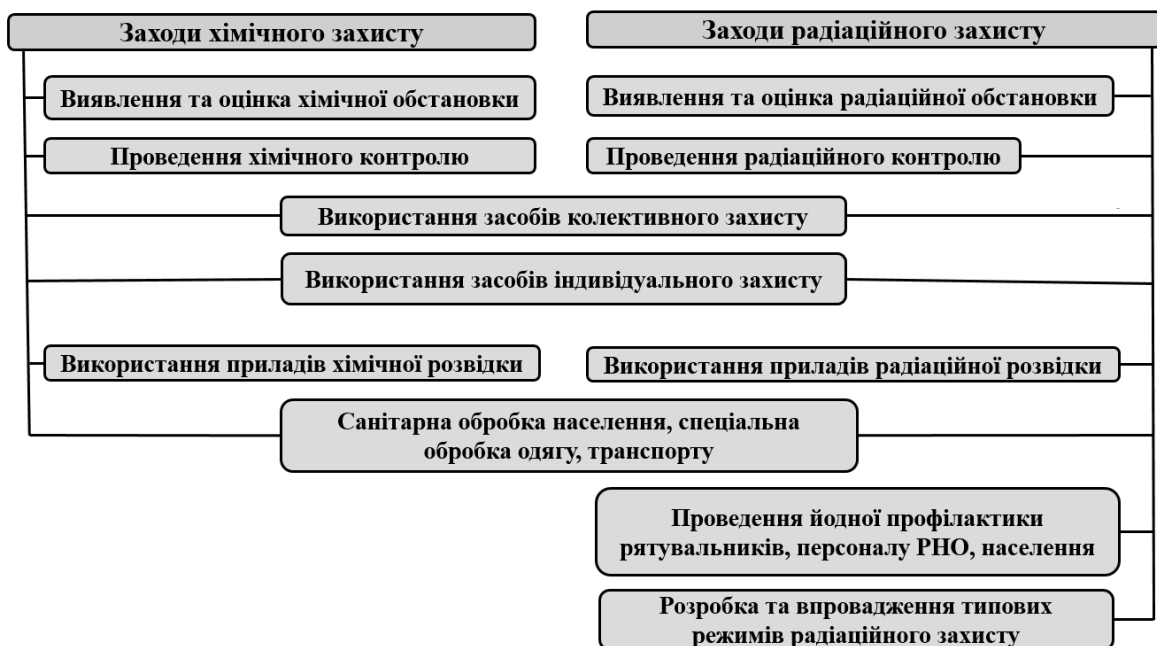 Заходи хімічного захисту
Заходи радіаційного захисту
Виявлення та оцінка хімічної обстановки
Виявлення та оцінка радіаційної обстановки
Проведення хімічного контролю
Проведення радіаційного контролю
Використання засобів колективного захисту
Використання засобів індивідуального захисту
Використання приладів хімічної розвідки
Використання приладів радіаційної розвідки
Санітарна обробка населення, спеціальна
обробка одягу, транспорту
Проведення йодної профілактики
рятувальників, персоналу РНО, населення
Розробка та впровадження типових
режимів радіаційного захисту